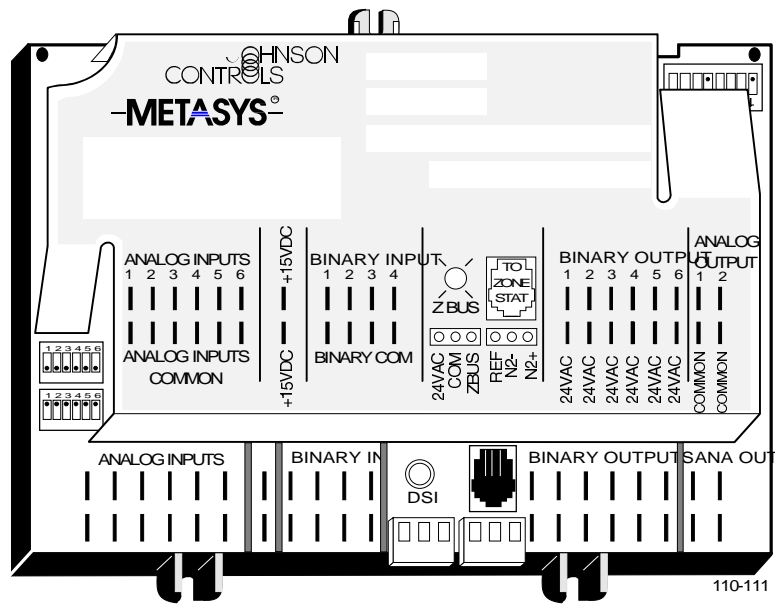 JOHNSON
CONTROLS
METASYS®
ANALOG INPUTS
1 2 3 4 5 6
ANALOG INPUTS
COMMON
+15VDC
+15VDC
BINARY INPUT
1 2 3 4
BINARY COM
Z BUS
TO
ZONE
STAT
24VAC
COM
ZBUS
REF
N2-
N2+
BINARY OUTPUT
1 2 3 4 5 6
24VAC
24VAC
24VAC
24VAC
24VAC
24VAC
ANALOG
OUTPUT
1 2
COMMON
COMMON
1 2 3 4 5 6
1 2 3 4 5 6
ANALOG INPUTS
BINARY IN
DSI
BINARY OUTPUTS
ANA OUT
110-111